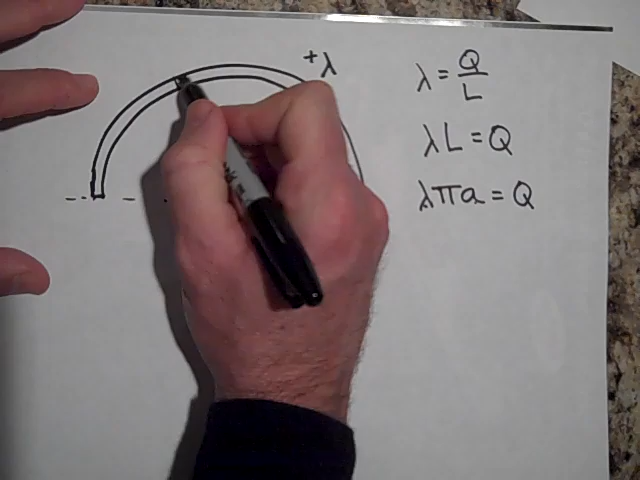 +λ
λ = Q/L
λL = Q
λπa = Q